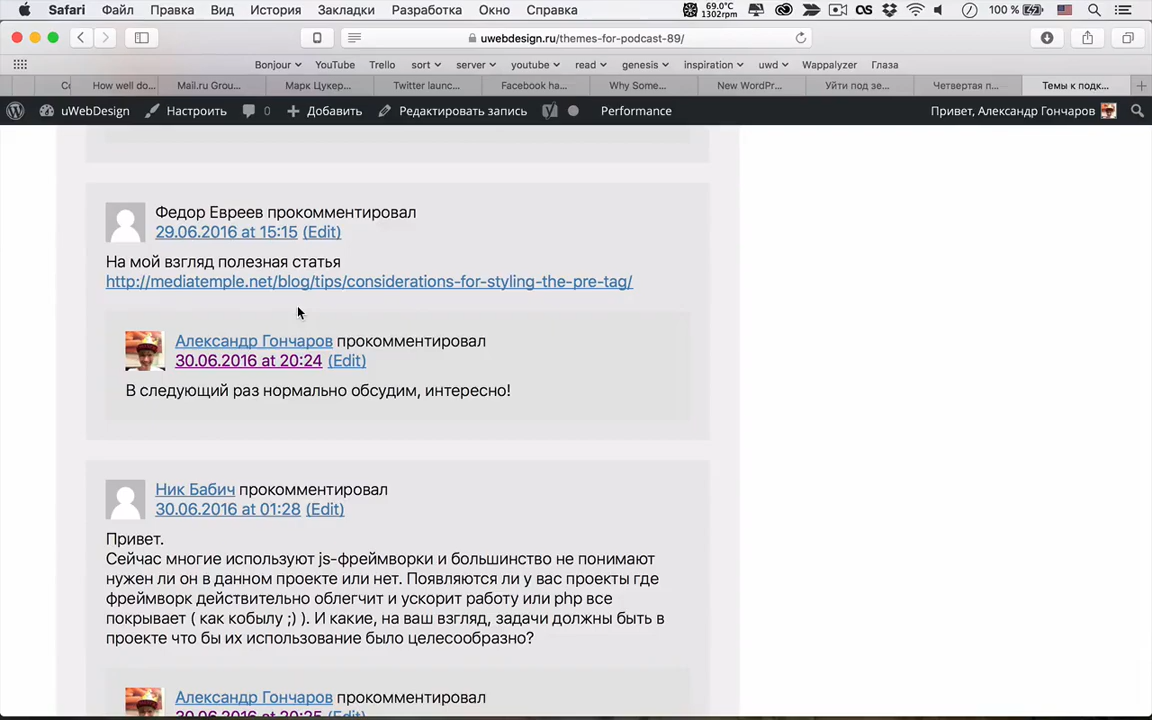 Safari Файл Правка Вид История Закладки Разработка Окно Справка 69.0°C 1302rpm 100 %
uwebdesign.ru/themes-for-podcast-89/
Bonjour YouTube Trello sort server youtube read genesis inspiration uwd Wappalyzer Глаза
Co How well do... Mail.ru Grou... Марк Цукер... Twitter launc... Facebook ha... Why Some... New WordPr... Уйти под зе... Четвертая п... Темы к подк...
uWebDesign Настроить 0 Добавить Редактировать запись Performance Привет, Александр Гончаров
Федор Евреев прокомментировал
29.06.2016 at 15:15 (Edit)
На мой взгляд полезная статья
http://mediatemple.net/blog/tips/considerations-for-styling-the-pre-tag/
Александр Гончаров прокомментировал
30.06.2016 at 20:24 (Edit)
В следующий раз нормально обсудим, интересно!
Ник Бабич прокомментировал
30.06.2016 at 01:28 (Edit)
Привет.
Сейчас многие используют js-фреймворки и большинство не понимают
нужен ли он в данном проекте или нет. Появляются ли у вас проекты где
фреймворк действительно облегчит и ускорит работу или php все
покрывает ( как кобылу ;) ). И какие, на ваш взгляд, задачи должны быть в
проекте что бы их использование было целесообразно?
Александр Гончаров прокомментировал
30.06.2016 at 20:25 (Edit)